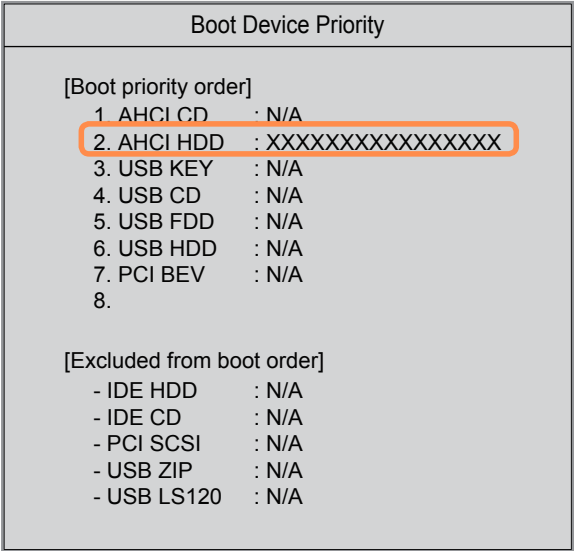 Boot Device Priority
[Boot priority order]
1. AHCI CD : N/A
2. AHCI HDD : XXXXXXXXXXXXXXXX
3. USB KEY : N/A
4. USB CD : N/A
5. USB FDD : N/A
6. USB HDD : N/A
7. PCI BEV : N/A
8.
[Excluded from boot order]
- IDE HDD : N/A
- IDE CD : N/A
- PCI SCSI : N/A
- USB ZIP : N/A
- USB LS120 : N/A